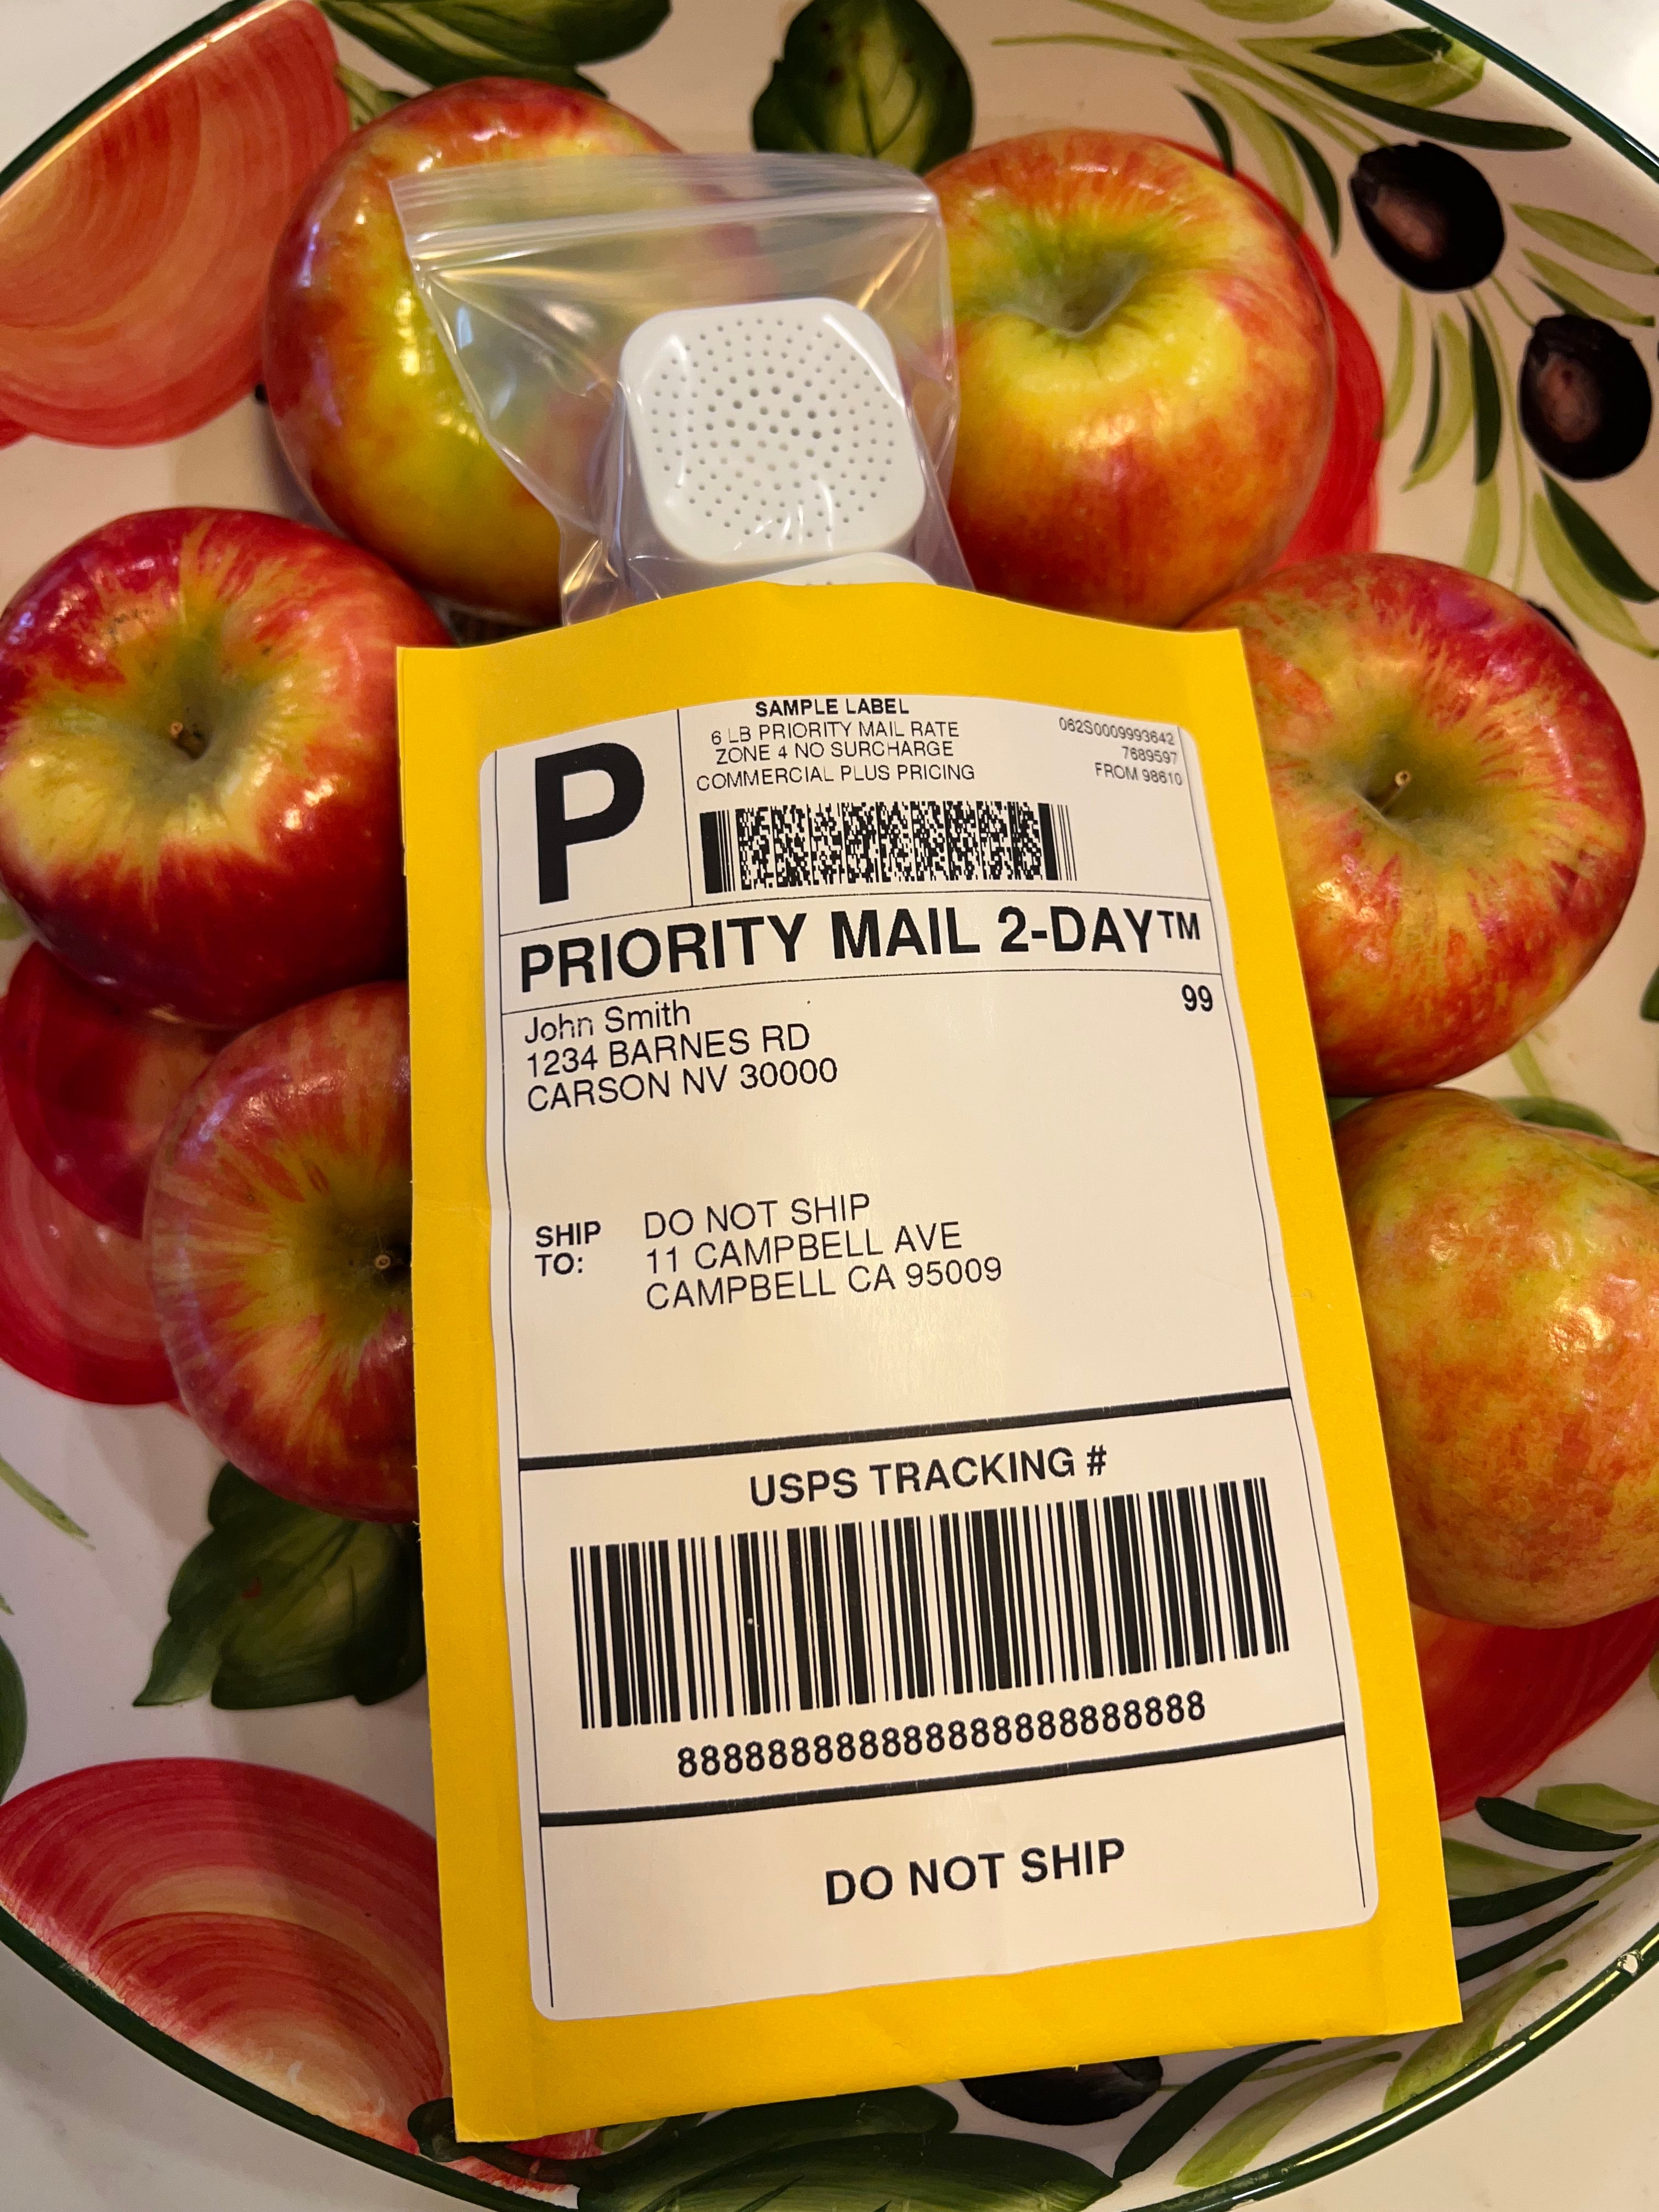 SAMPLE LABEL
6 LB PRIORITY MAIL RATE
ZONE 4 NO SURCHARGE
COMMERCIAL PLUS PRICING
062S0009993642
7689597
FROM 98610
P
PRIORITY MAIL 2-DAY™
John Smith
1234 BARNES RD
CARSON NV 30000
99
SHIP
TO:
DO NOT SHIP
11 CAMPBELL AVE
CAMPBELL CA 95009
USPS TRACKING #
88888888888888888888888888
DO NOT SHIP